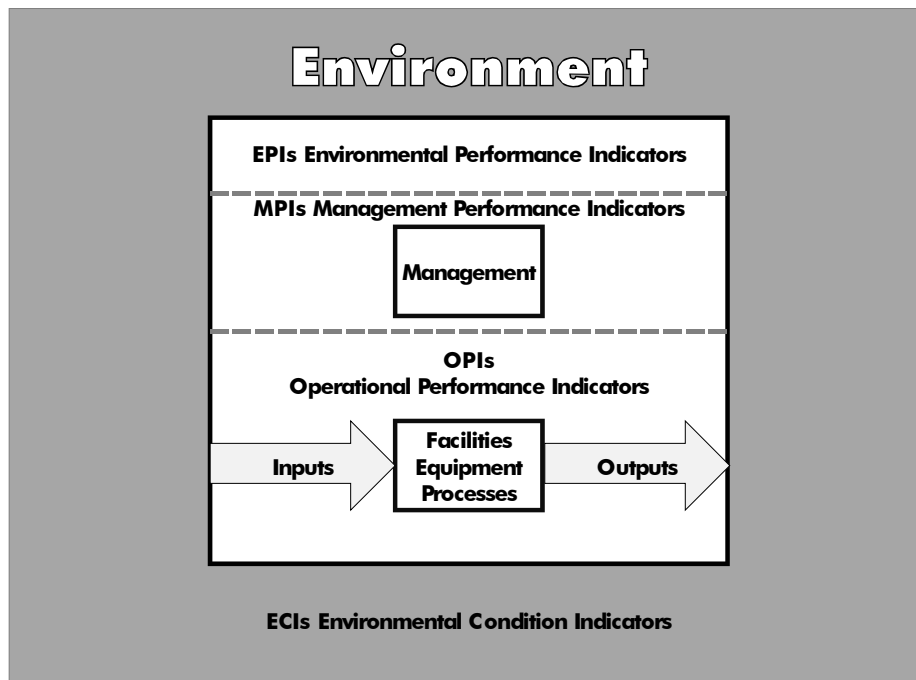 Environment
EPIs Environmental Performance Indicators
MPIs Management Performance Indicators
Management
OPIs
Operational Performance Indicators
Inputs
Facilities
Equipment
Processes
Outputs
ECIs Environmental Condition Indicators